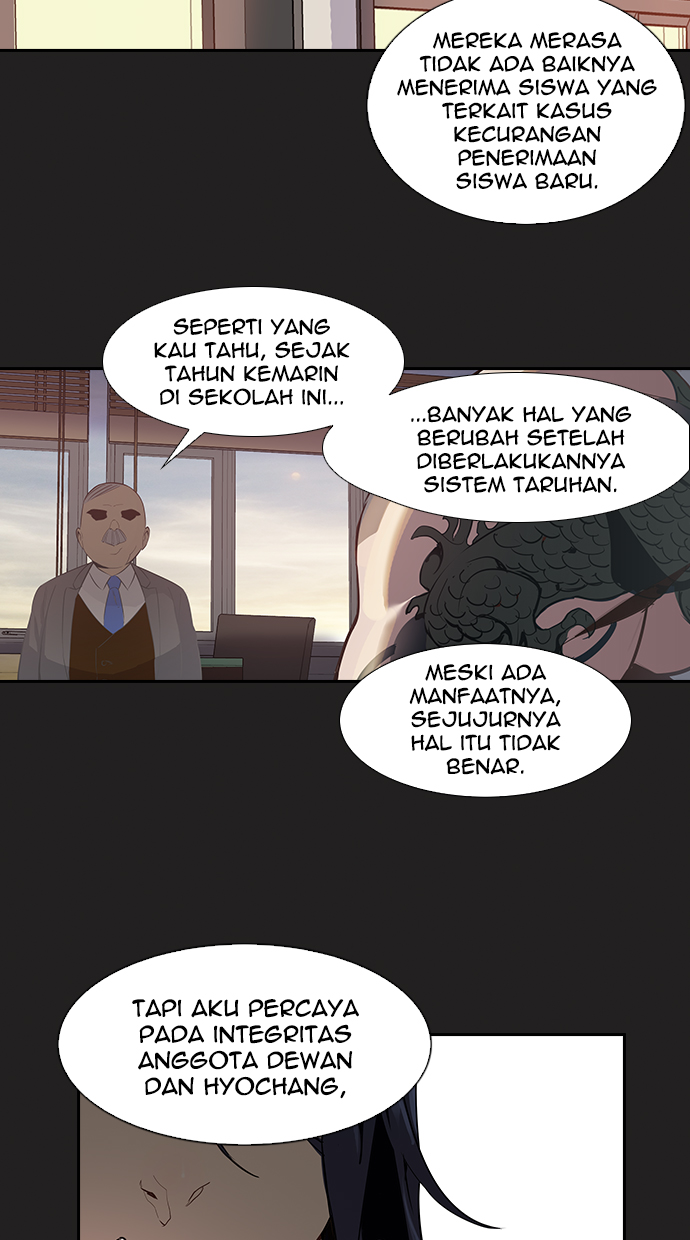 MEREKA MERASA
TIDAK ADA BAIKNYA
MENERIMA SISWA YANG
TERKAIT KASUS
KECURANGAN
PENERIMAAN
SISWA BARU.
SEPERTI YANG
KAU TAHU, SEJAK
TAHUN KEMARIN
DI SEKOLAH INI...
...BANYAK HAL YANG
BERUBAH SETELAH
DIBERLAKUKANNYA
SISTEM TARUHAN.
MESKI ADA
MANFAATNYA,
SEJUJURNYA
HAL ITU TIDAK
BENAR.
TAPI AKU PERCAYA
PADA INTEGRITAS
ANGGOTA DEWAN
DAN HYOCHANG,